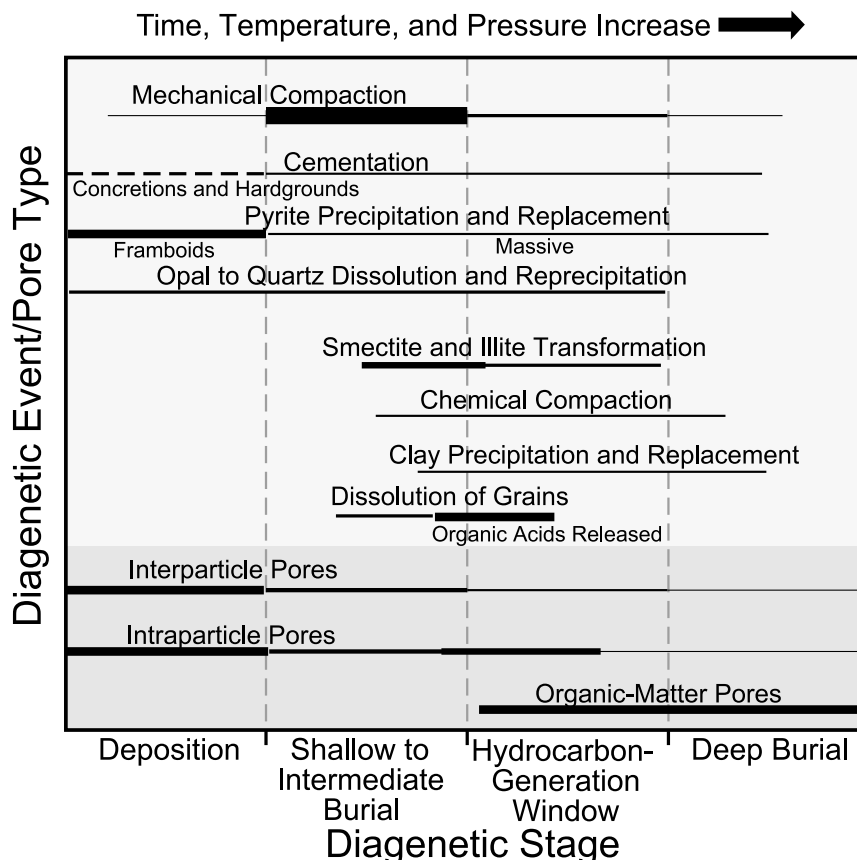 Time, Temperature, and Pressure Increase
Diagenetic Event/Pore Type
Mechanical Compaction
Cementation
Concretions and Hardgrounds
Pyrite Precipitation and Replacement
Framboids
Massive
Opal to Quartz Dissolution and Reprecipitation
Smectite and Illite Transformation
Chemical Compaction
Clay Precipitation and Replacement
Dissolution of Grains
Organic Acids Released
Interparticle Pores
Intraparticle Pores
Organic-Matter Pores
Deposition
Shallow to
Intermediate
Burial
Hydrocarbon-
Generation
Window
Deep Burial
Diagenetic Stage